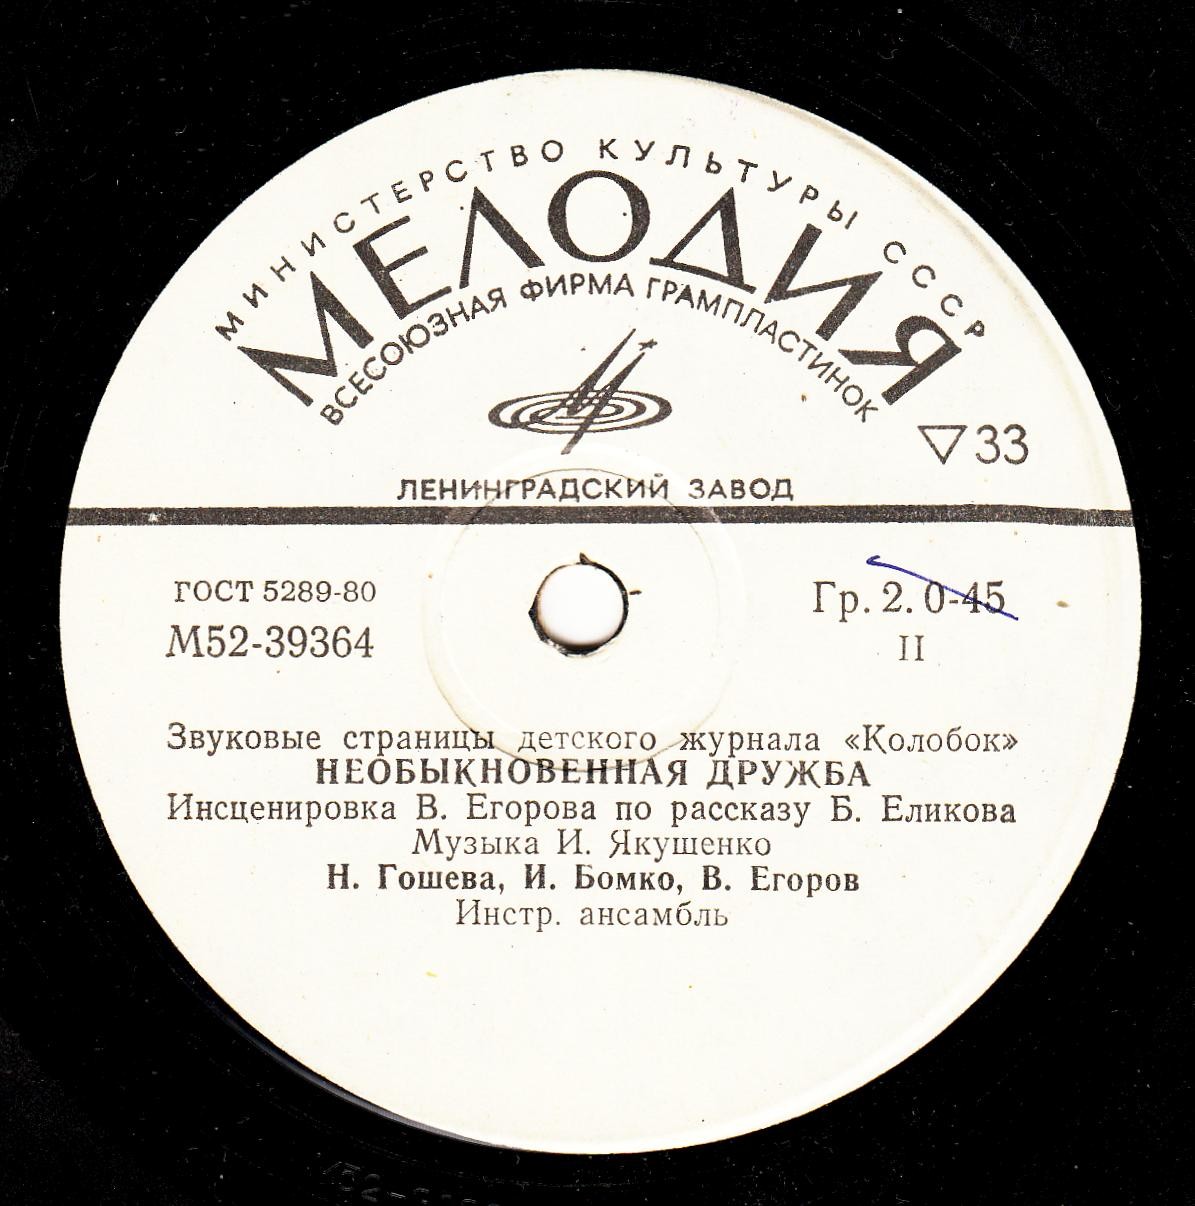 МИНИСТЕРСТВО КУЛЬТУРЫ СССР
МЕЛОДИЯ
ВСЕСОЮЗНАЯ ФИРМА ГРАМПЛАСТИНОК
▽33
ЛЕНИНГРАДСКИЙ ЗАВОД
ГОСТ 5289-80
М52-39364
Гр. 2. 0-45
II
Звуковые страницы детского журнала «Колобок»
НЕОБЫКНОВЕННАЯ ДРУЖБА
Инсценировка В. Егорова по рассказу Б. Еликова
Музыка И. Якушенко
Н. Гошева, И. Бомко, В. Егоров
Инстр. ансамбль